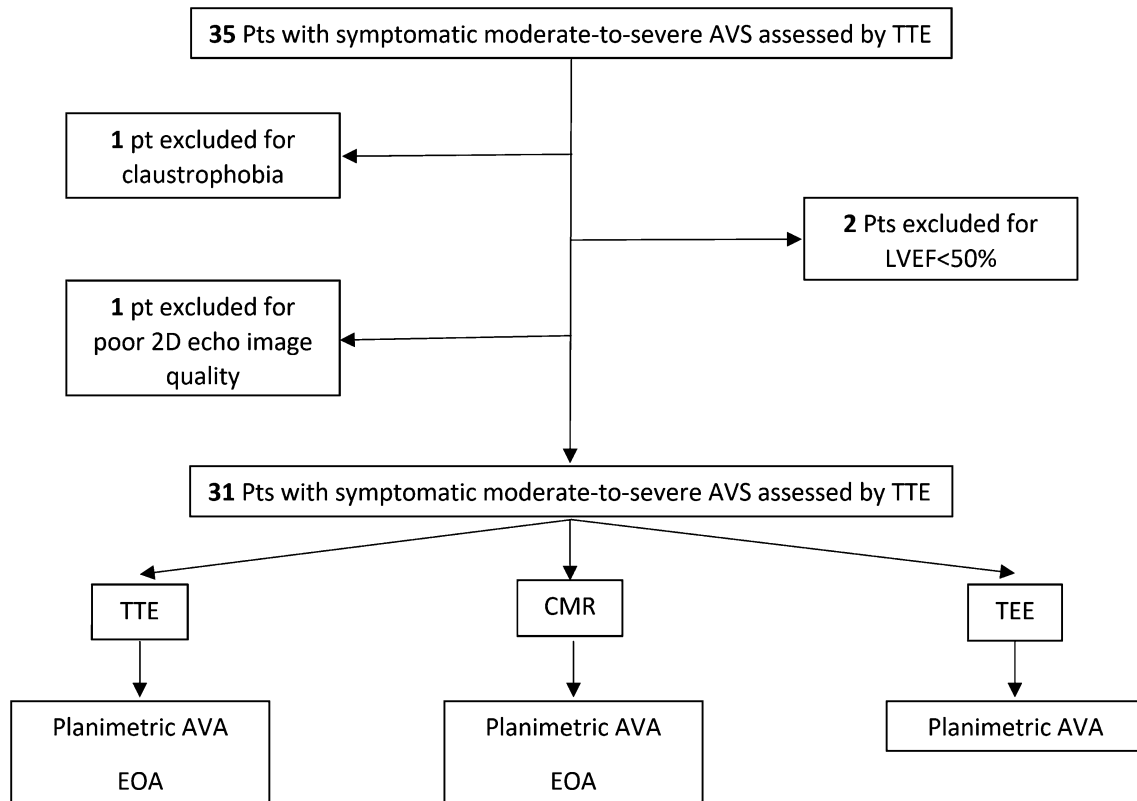 35 Pts with symptomatic moderate-to-severe AVS assessed by TTE
1 pt excluded for
claustrophobia
2 Pts excluded for
LVEF<50%
1 pt excluded for
poor 2D echo image
quality
31 Pts with symptomatic moderate-to-severe AVS assessed by TTE
TTE
CMR
TEE
Planimetric AVA
EOA
Planimetric AVA
EOA
Planimetric AVA